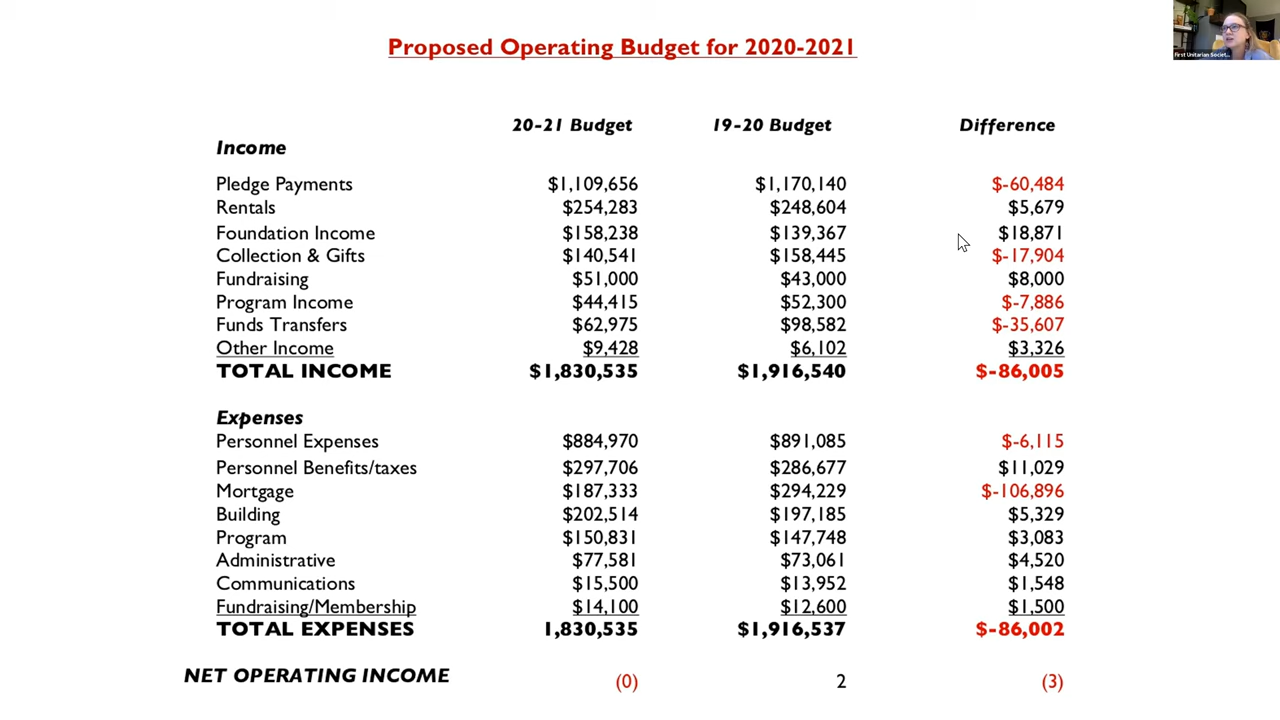 Proposed Operating Budget for 2020-2021
First Unitarian Societ...
20-21 Budget 19-20 Budget Difference
Income
Pledge Payments $1,109,656 $1,170,140 $-60,484
Rentals $254,283 $248,604 $5,679
Foundation Income $158,238 $139,367 $18,871
Collection & Gifts $140,541 $158,445 $-17,904
Fundraising $51,000 $43,000 $8,000
Program Income $44,415 $52,300 $-7,886
Funds Transfers $62,975 $98,582 $-35,607
Other Income $9,428 $6,102 $3,326
TOTAL INCOME $1,830,535 $1,916,540 $-86,005
Expenses
Personnel Expenses $884,970 $891,085 $-6,115
Personnel Benefits/taxes $297,706 $286,677 $11,029
Mortgage $187,333 $294,229 $-106,896
Building $202,514 $197,185 $5,329
Program $150,831 $147,748 $3,083
Administrative $77,581 $73,061 $4,520
Communications $15,500 $13,952 $1,548
Fundraising/Membership $14,100 $12,600 $1,500
TOTAL EXPENSES 1,830,535 $1,916,537 $-86,002
NET OPERATING INCOME (0) 2 (3)